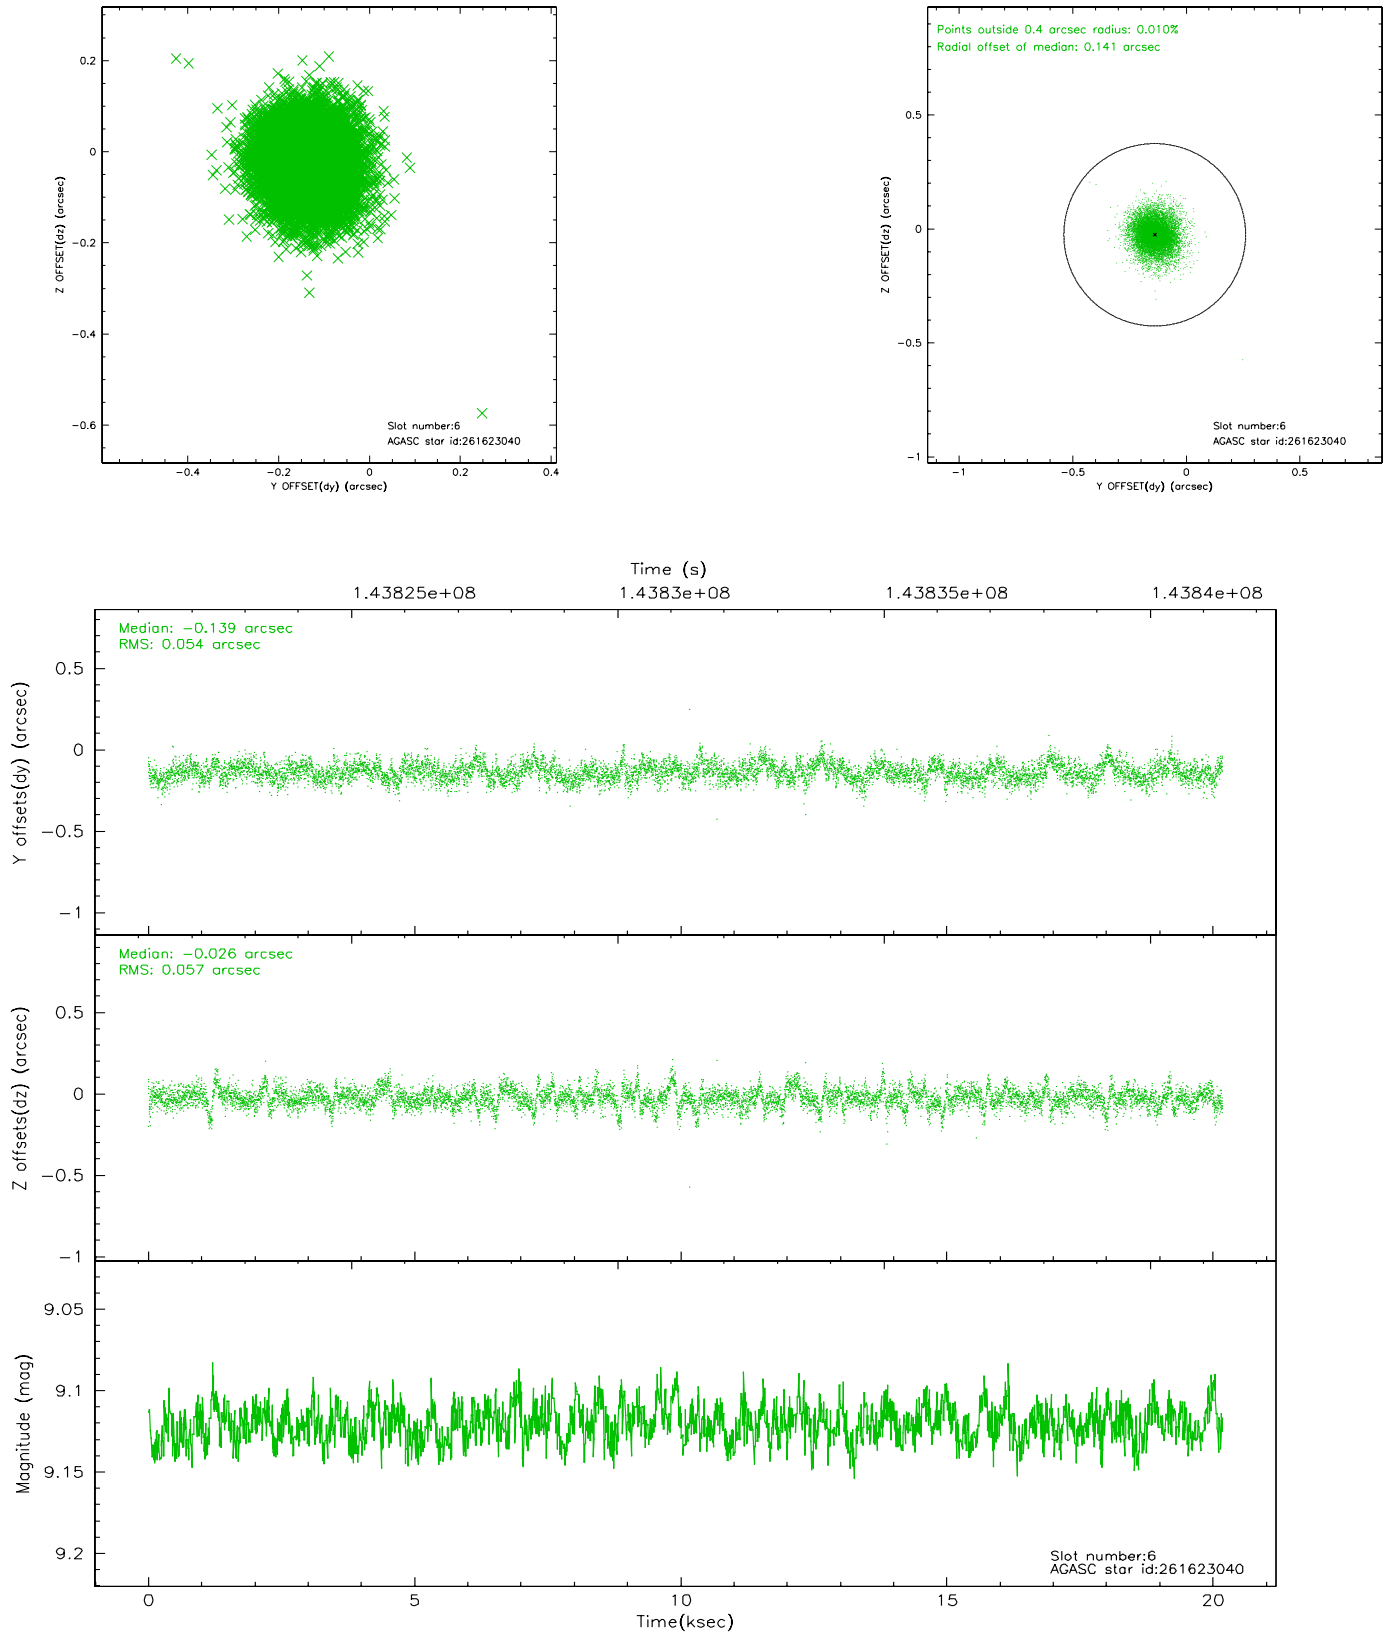 0.2
0
−0.2
−0.4
−0.6
Z OFFSET(dz) (arcsec)
Slot number:6
AGASC star id:261623040
−0.4 −0.2 0 0.2 0.4
Y OFFSET(dy) (arcsec)
Points outside 0.4 arcsec radius: 0.010%
Radial offset of median: 0.141 arcsec
0.5
0
−0.5
−1
Z OFFSET(dz) (arcsec)
Slot number:6
AGASC star id:261623040
−1 −0.5 0 0.5
Y OFFSET(dy) (arcsec)
Time (s)
1.43825e+08 1.4383e+08 1.43835e+08 1.4384e+08
Median: −0.139 arcsec
RMS: 0.054 arcsec
0.5
0
−0.5
−1
Y offsets(dy) (arcsec)
Median: −0.026 arcsec
RMS: 0.057 arcsec
0.5
0
−0.5
−1
Z offsets(dz) (arcsec)
9.05
9.1
9.15
9.2
Magnitude (mag)
Slot number:6
AGASC star id:261623040
0 5 10 15 20
Time(ksec)